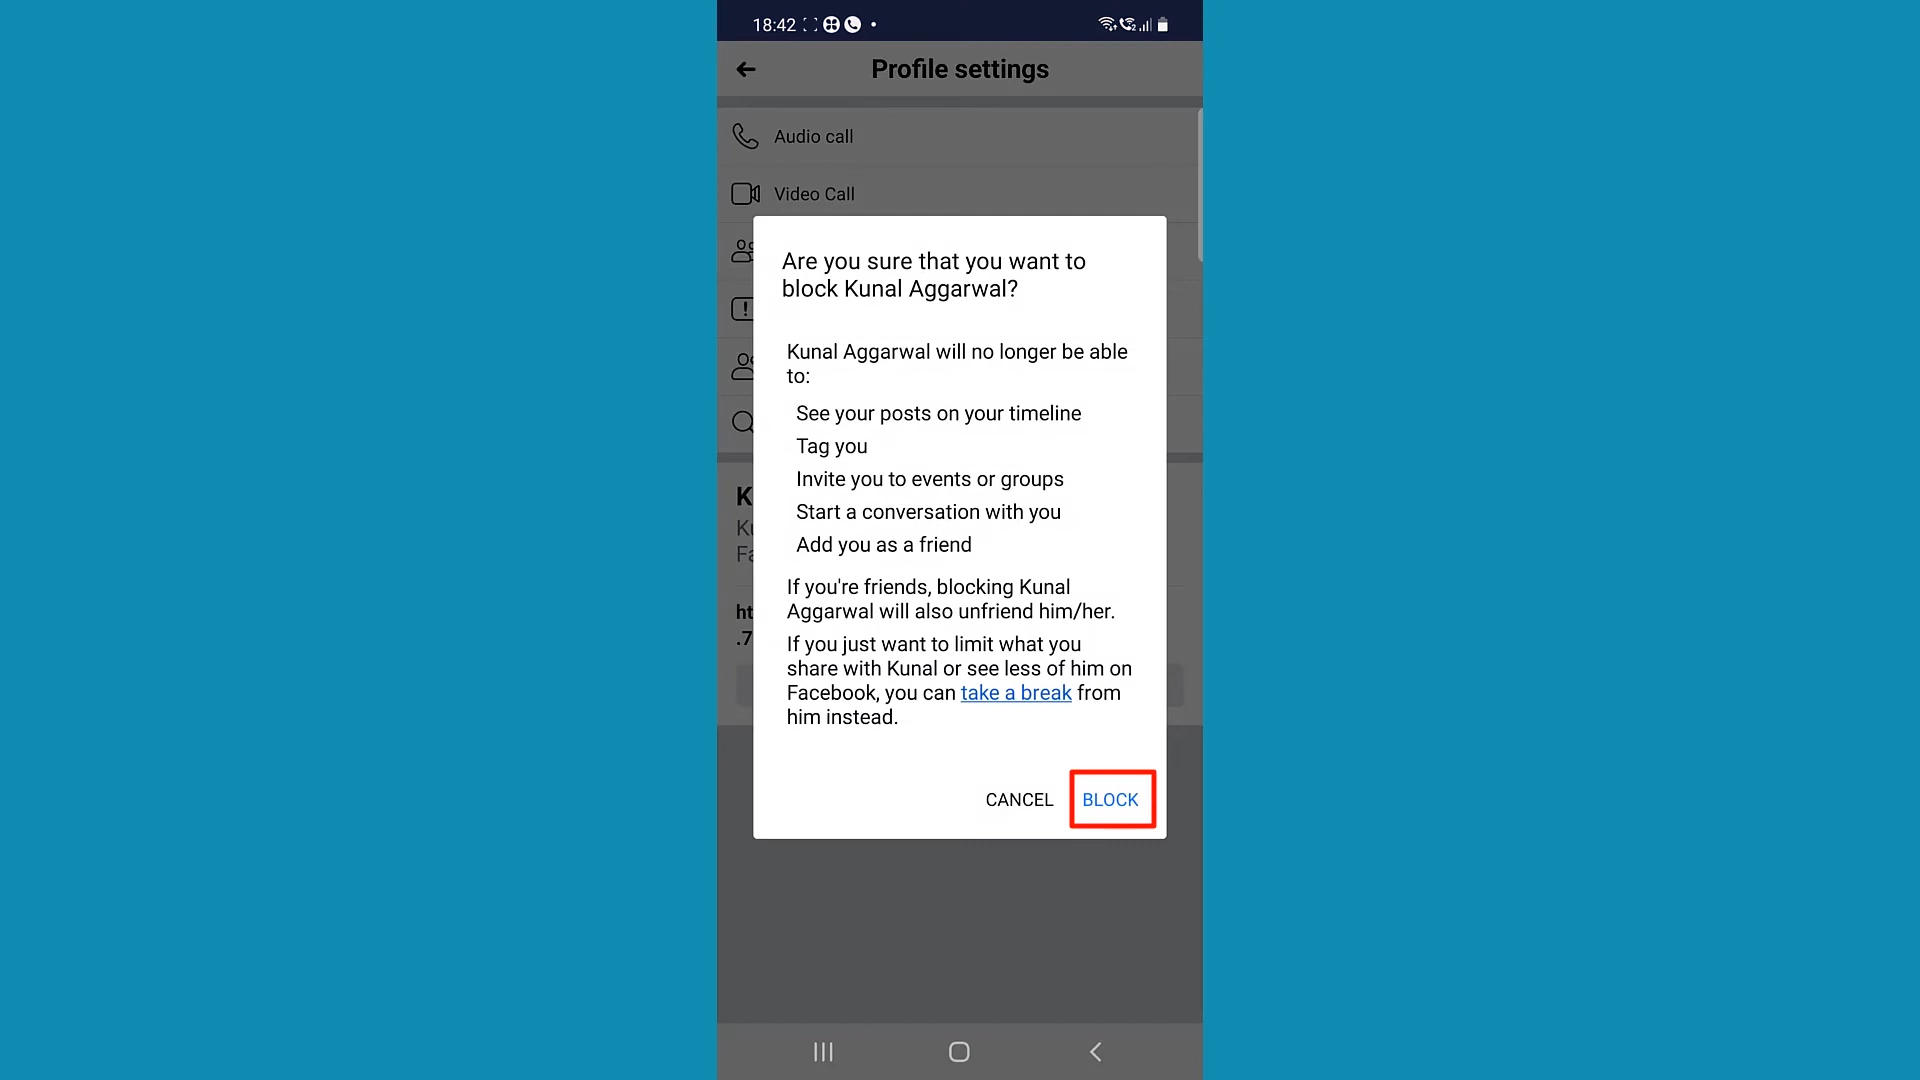 18:42
Profile settings
Audio call
Video Call
Are you sure that you want to
block Kunal Aggarwal?
Kunal Aggarwal will no longer be able
to:
See your posts on your timeline
Tag you
Invite you to events or groups
Start a conversation with you
Add you as a friend
If you're friends, blocking Kunal
Aggarwal will also unfriend him/her.
If you just want to limit what you
share with Kunal or see less of him on
Facebook, you can take a break from
him instead.
CANCEL BLOCK